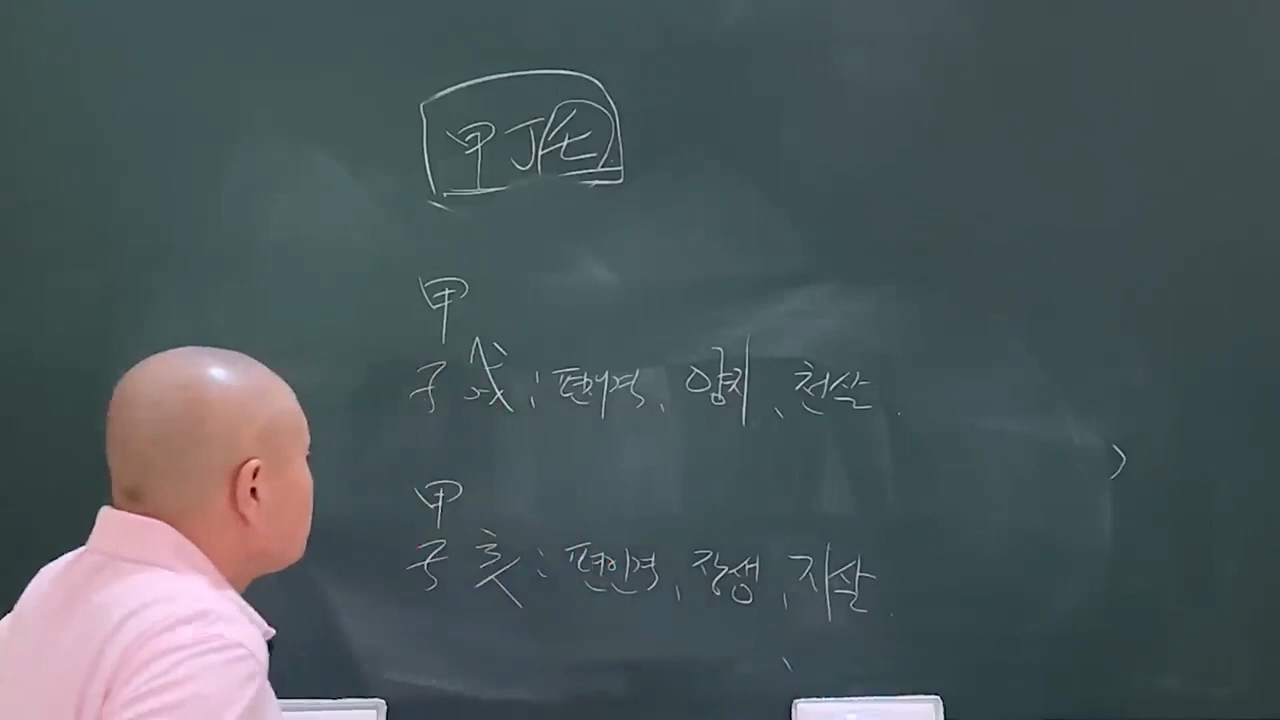 甲丁壬
甲
子 戌 : 편재격, 양지, 천살.
甲
子 亥 : 편인격, 장생, 지살.